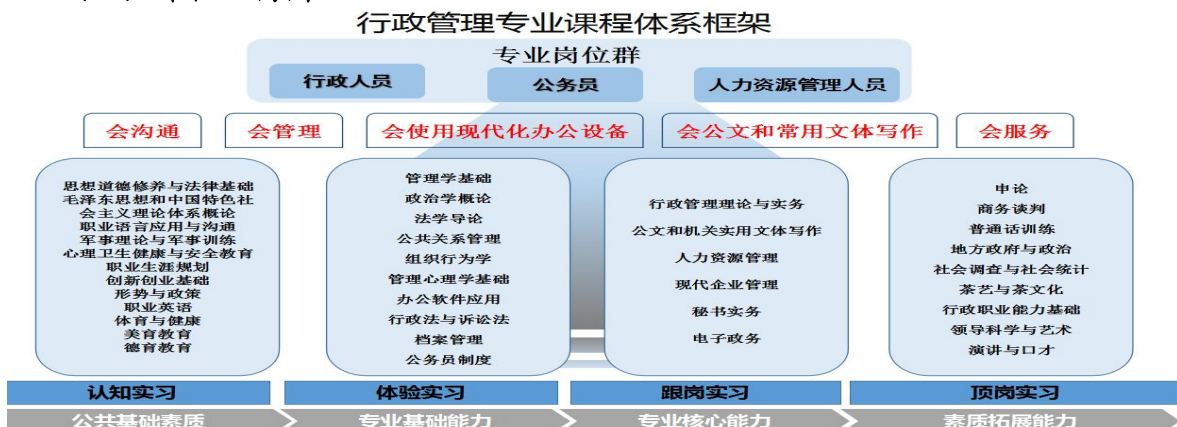 行政管理专业课程体系框架
专业岗位群
行政人员
公务员
人力资源管理人员
会沟通
会管理
会使用现代化办公设备
会公文和常用文体写作
会服务
思想道德修养与法律基础
毛泽东思想和中国特色社
会主义理论体系概论
职业语言应用与沟通
军事理论与军事训练
心理卫生健康与安全教育
职业生涯规划
创新创业基础
形势与政策
职业英语
体育与健康
美育教育
德育教育
管理学基础
政治学概论
法学导论
公共关系管理
组织行为学
管理心理学基础
办公软件应用
行政法与诉讼法
档案管理
公务员制度
行政管理理论与实务
公文和机关实用文体写作
人力资源管理
现代企业管理
秘书实务
电子政务
申论
商务谈判
普通话训练
地方政府与政治
社会调查与社会统计
茶艺与茶文化
行政职业能力基础
领导科学与艺术
演讲与口才
认知实习
体验实习
跟岗实习
顶岗实习
公共基础素质
专业基础能力
专业核心能力
素质拓展能力